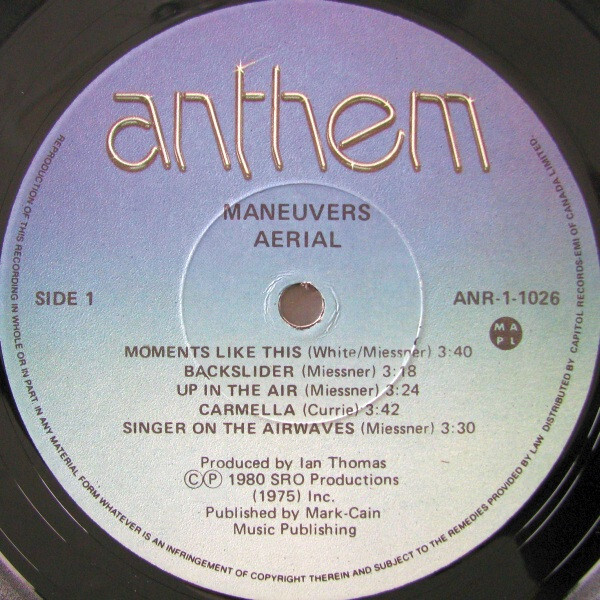 anthem
MANEUVERS
AERIAL
SIDE 1
ANR-1-1026
M A
P L
MOMENTS LIKE THIS (White/Miessner) 3:40
BACKSLIDER (Miessner) 3:18
UP IN THE AIR (Miessner) 3:24
CARMELLA (Currie) 3:42
SINGER ON THE AIRWAVES (Miessner) 3:30
Produced by Ian Thomas
ⒸⓅ 1980 SRO Productions
(1975) Inc.
Published by Mark-Cain
Music Publishing
REPRODUCTION OF THIS RECORDING IN WHOLE OR IN PART, IN ANY MATERIAL FORM WHATEVER IS AN INFRINGEMENT OF COPYRIGHT THEREIN AND SUBJECT TO THE REMEDIES PROVIDED BY LAW DISTRIBUTED BY CAPITOL RECORDS-EMI OF CANADA LIMITED.